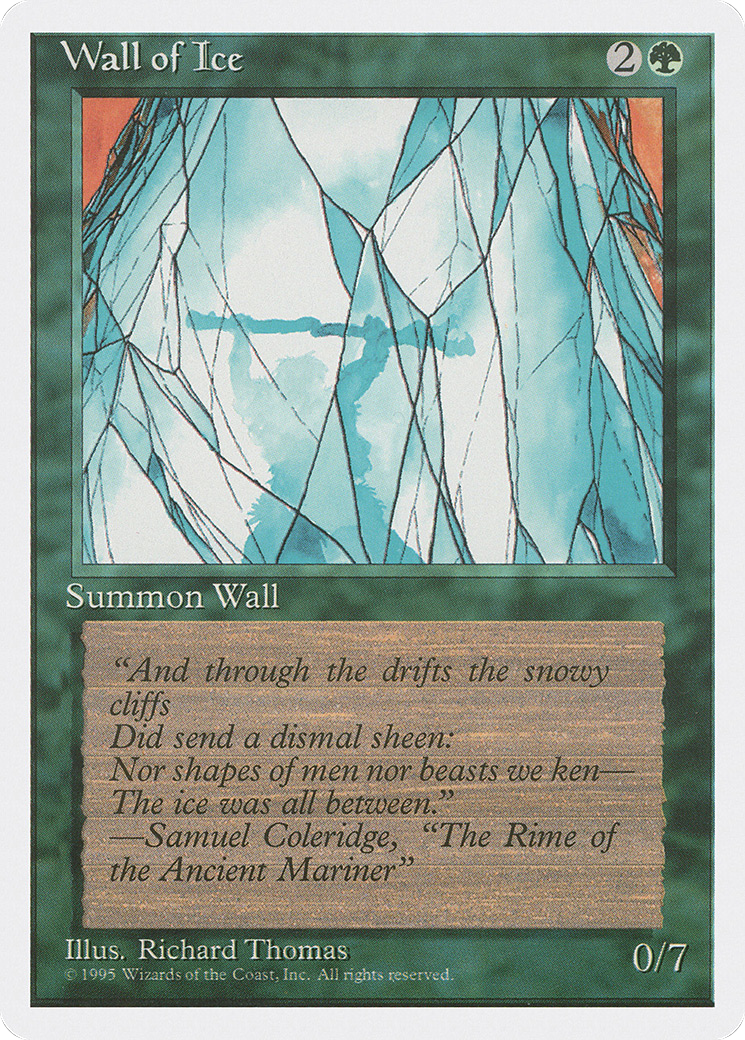 Wall of Ice
2
Summon Wall
“And through the drifts the snowy
cliffs
Did send a dismal sheen:
Nor shapes of men nor beasts we ken—
The ice was all between.”
—Samuel Coleridge, “The Rime of
the Ancient Mariner”
Illus. Richard Thomas
0/7
© 1995 Wizards of the Coast, Inc. All rights reserved.